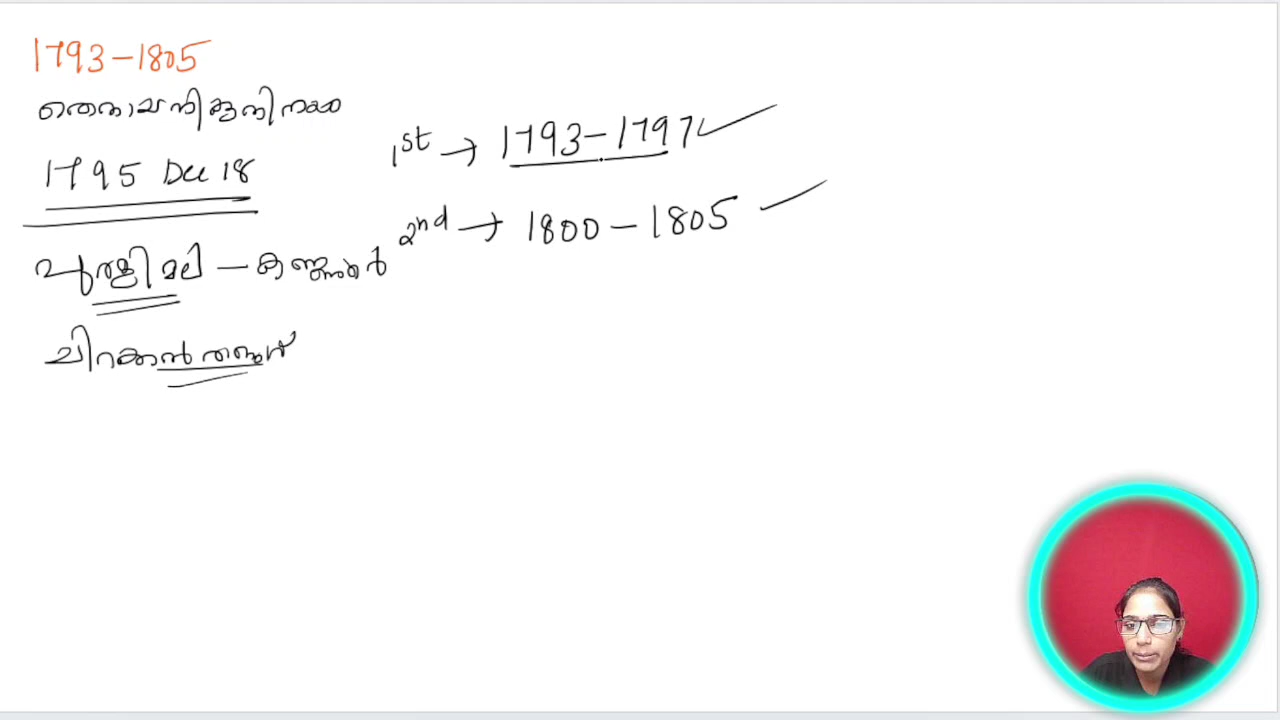 1793-1805
1795 Dec 18
പുരളിമല - കണ്ണൂർ
ചിറക്കൽ
1st → 1793-1797
2nd → 1800-1805